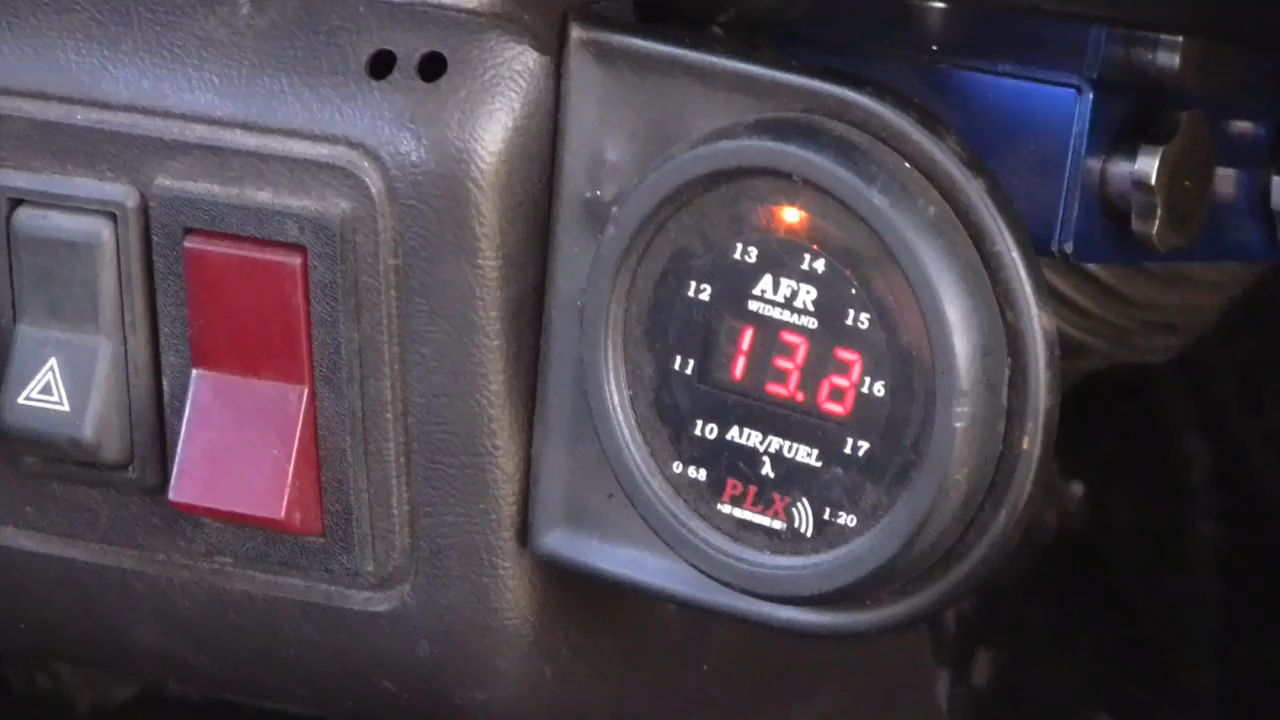 13 14
AFR
12 WIDEBAND 15
13.2
11 16
10 AIR/FUEL 17
λ
0 68 PLX 1.20